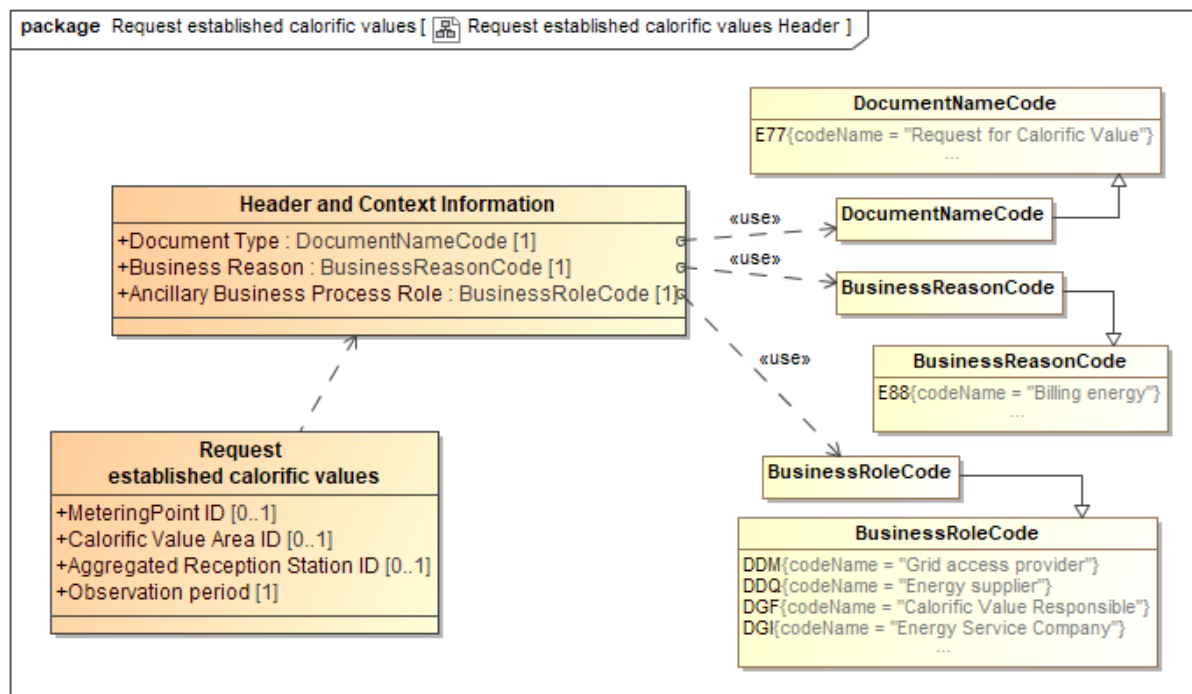 package Request established calorific values [ Request established calorific values Header ]
DocumentNameCode
E77{codeName = "Request for Calorific Value"}
...
Header and Context Information
+Document Type : DocumentNameCode [1]
+Business Reason : BusinessReasonCode [1]
+Ancillary Business Process Role : BusinessRoleCode [1]
«use»
DocumentNameCode
«use»
BusinessReasonCode
«use»
BusinessReasonCode
E88{codeName = "Billing energy"}
...
Request
established calorific values
+MeteringPoint ID [0..1]
+Calorific Value Area ID [0..1]
+Aggregated Reception Station ID [0..1]
+Observation period [1]
BusinessRoleCode
BusinessRoleCode
DDM{codeName = "Grid access provider"}
DDQ{codeName = "Energy supplier"}
DGF{codeName = "Calorific Value Responsible"}
DGI{codeName = "Energy Service Company"}
...